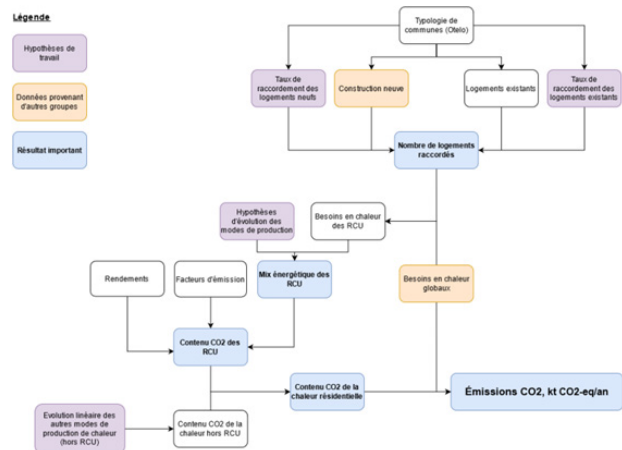 Légende
Hypothèses de
travail
Données provenant
d'autres groupes
Résultat important
Typologie de
communes (Otelo)
Taux de
raccordement des
logements neufs
Construction neuve
Logements existants
Taux de
raccordement des
logements existants
Nombre de logements
raccordés
Hypothèses
d'évolution des
modes de production
Besoins en chaleur
des RCU
Rendements
Facteurs d'émission
Mix énergétique des
RCU
Besoins en chaleur
globaux
Contenu CO2 des
RCU
Contenu CO2 de la
chaleur résidentielle
Émissions CO2, kt CO2-eq/an
Evolution linéaire des
autres modes de
production de chaleur
(hors RCU)
Contenu CO2 de la
chaleur hors RCU